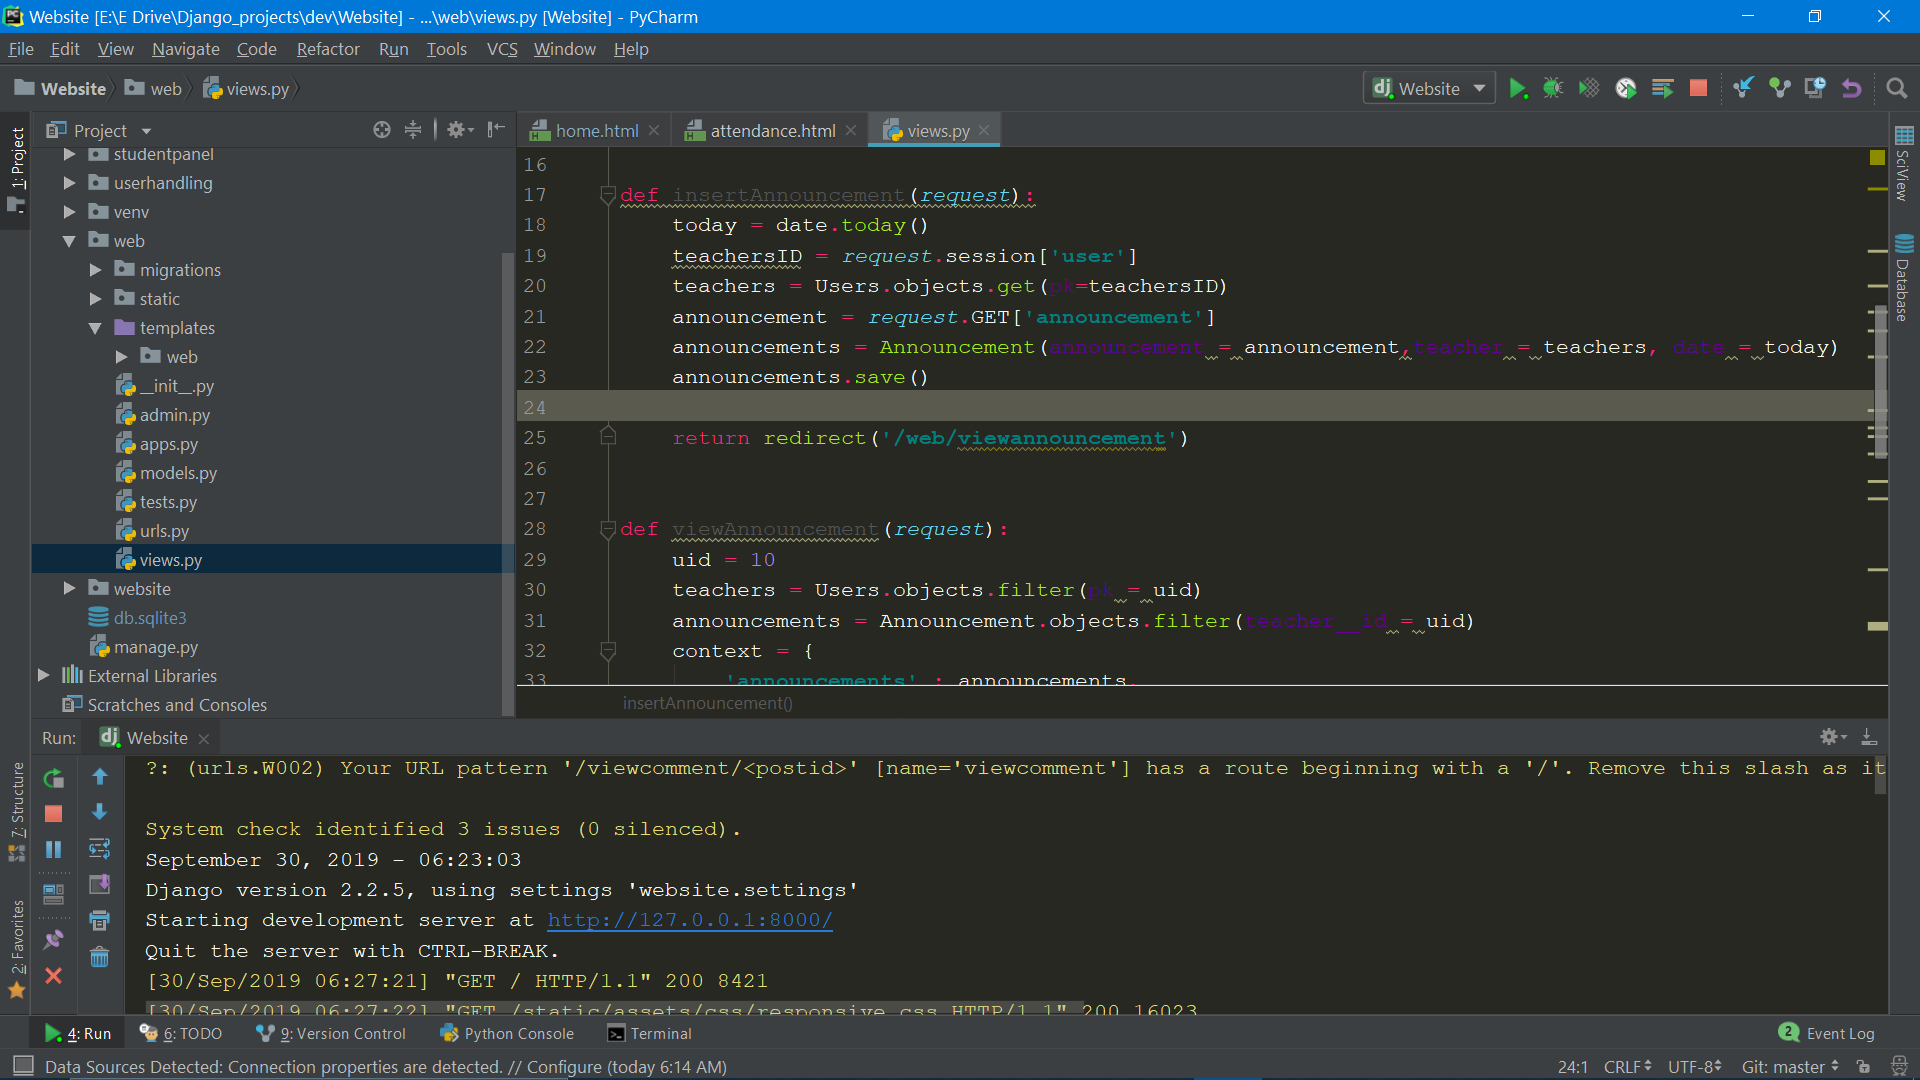 Website [E:\E Drive\Django_projects\dev\Website] - ...\web\views.py [Website] - PyCharm
File Edit View Navigate Code Refactor Run Tools VCS Window Help
Website web views.py
Website
1: Project
Project
studentpanel
userhandling
venv
web
migrations
static
templates
web
__init__.py
admin.py
apps.py
models.py
tests.py
urls.py
views.py
website
db.sqlite3
manage.py
External Libraries
Scratches and Consoles
home.html attendance.html views.py
16
17 def insertAnnouncement(request):
18 today = date.today()
19 teachersID = request.session['user']
20 teachers = Users.objects.get(pk=teachersID)
21 announcement = request.GET['announcement']
22 announcements = Announcement(announcement = announcement,teacher = teachers, date = today)
23 announcements.save()
24
25 return redirect('/web/viewannouncement')
26
27
28 def viewAnnouncement(request):
29 uid = 10
30 teachers = Users.objects.filter(pk = uid)
31 announcements = Announcement.objects.filter(teacher__id = uid)
32 context = {
33 'announcements' : announcements,
insertAnnouncement()
SciView
Database
Run: Website
7: Structure
2: Favorites
?: (urls.W002) Your URL pattern '/viewcomment/<postid>' [name='viewcomment'] has a route beginning with a '/'. Remove this slash as it
System check identified 3 issues (0 silenced).
September 30, 2019 - 06:23:03
Django version 2.2.5, using settings 'website.settings'
Starting development server at http://127.0.0.1:8000/
Quit the server with CTRL-BREAK.
[30/Sep/2019 06:27:21] "GET / HTTP/1.1" 200 8421
[30/Sep/2019 06:27:22] "GET /static/assets/css/responsive.css HTTP/1.1" 200 16023
4: Run 6: TODO 9: Version Control Python Console Terminal 2 Event Log
Data Sources Detected: Connection properties are detected. // Configure (today 6:14 AM) 24:1 CRLF UTF-8 Git: master